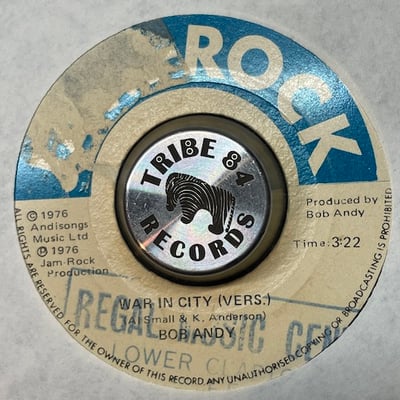 ROCK
TRIBE 84
RECORDS
© 1976
Andisongs
Music Ltd
℗ 1976
Jam-Rock
Production
Produced by
Bob Andy
Time: 3:22
WAR IN CITY (VERS.)
(A. Small & K. Anderson)
BOB ANDY
REGAL MUSIC
LOWER
ALL RIGHTS ARE RESERVED FOR THE OWNER OF THIS RECORD ANY UNAUTHORISED COPYING OR BROADCASTING IS PROHIBITED